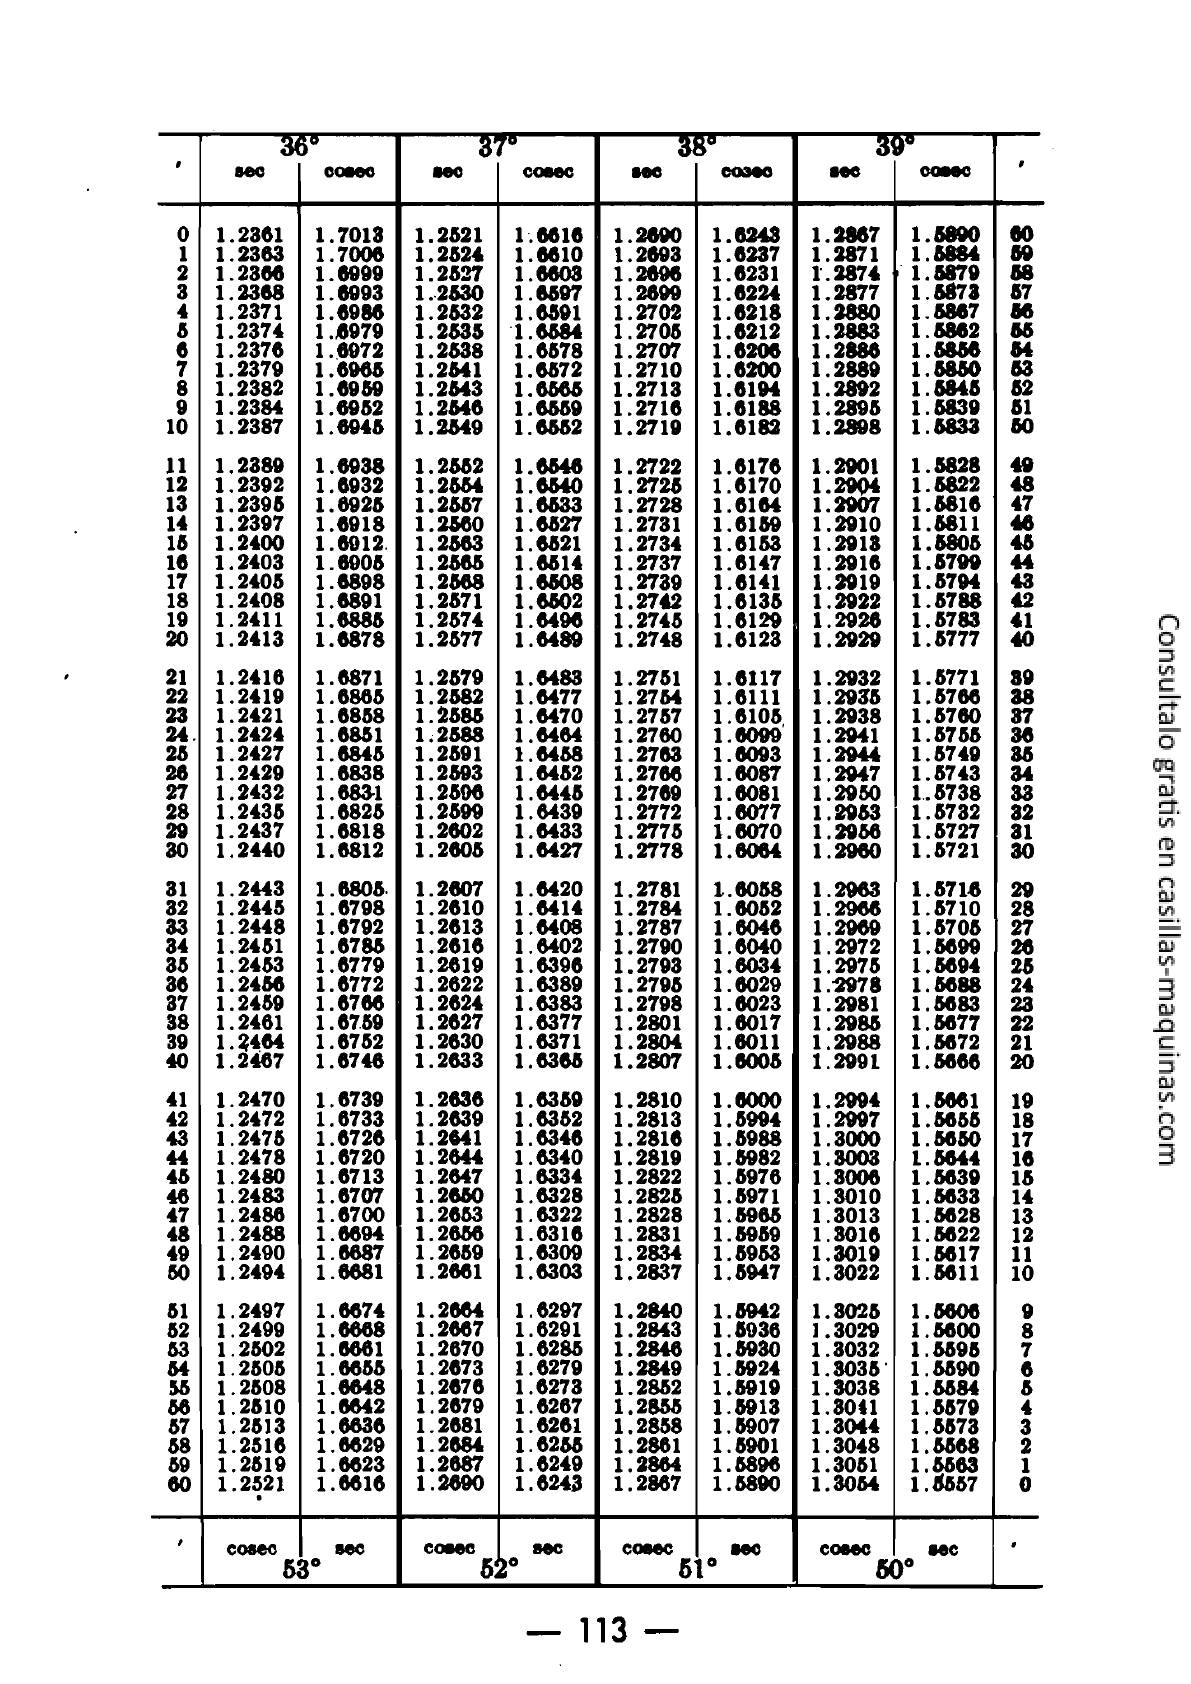 36° 37° 38° 39°
' sec cosec sec cosec sec cosec sec cosec '
0 1.2361 1.7013 1.2521 1.6616 1.2690 1.6243 1.2867 1.5890 60
1 1.2363 1.7006 1.2524 1.6610 1.2693 1.6237 1.2871 1.5884 59
2 1.2366 1.6999 1.2527 1.6603 1.2696 1.6231 1.2874 1.5879 58
3 1.2368 1.6993 1.2530 1.6597 1.2699 1.6224 1.2877 1.5873 57
4 1.2371 1.6986 1.2532 1.6591 1.2702 1.6218 1.2880 1.5867 56
5 1.2374 1.6979 1.2535 1.6584 1.2705 1.6212 1.2883 1.5862 55
6 1.2376 1.6972 1.2538 1.6578 1.2707 1.6206 1.2886 1.5856 54
7 1.2379 1.6965 1.2541 1.6572 1.2710 1.6200 1.2889 1.5850 53
8 1.2382 1.6959 1.2543 1.6565 1.2713 1.6194 1.2892 1.5845 52
9 1.2384 1.6952 1.2546 1.6559 1.2716 1.6188 1.2895 1.5839 51
10 1.2387 1.6945 1.2549 1.6552 1.2719 1.6182 1.2898 1.5833 50
11 1.2389 1.6938 1.2552 1.6546 1.2722 1.6176 1.2901 1.5828 49
12 1.2392 1.6932 1.2554 1.6540 1.2725 1.6170 1.2904 1.5822 48
13 1.2395 1.6925 1.2557 1.6533 1.2728 1.6164 1.2907 1.5816 47
14 1.2397 1.6918 1.2560 1.6527 1.2731 1.6159 1.2910 1.5811 46
15 1.2400 1.6912 1.2563 1.6521 1.2734 1.6153 1.2913 1.5805 45
16 1.2403 1.6905 1.2565 1.6514 1.2737 1.6147 1.2916 1.5799 44
17 1.2405 1.6898 1.2568 1.6508 1.2739 1.6141 1.2919 1.5794 43
18 1.2408 1.6891 1.2571 1.6502 1.2742 1.6135 1.2922 1.5788 42
19 1.2411 1.6885 1.2574 1.6496 1.2745 1.6129 1.2926 1.5783 41
20 1.2413 1.6878 1.2577 1.6489 1.2748 1.6123 1.2929 1.5777 40
21 1.2416 1.6871 1.2579 1.6483 1.2751 1.6117 1.2932 1.5771 39
22 1.2419 1.6865 1.2582 1.6477 1.2754 1.6111 1.2935 1.5766 38
23 1.2421 1.6858 1.2585 1.6470 1.2757 1.6105 1.2938 1.5760 37
24 1.2424 1.6851 1.2588 1.6464 1.2760 1.6099 1.2941 1.5755 36
25 1.2427 1.6845 1.2591 1.6458 1.2763 1.6093 1.2944 1.5749 35
26 1.2429 1.6838 1.2593 1.6452 1.2766 1.6087 1.2947 1.5743 34
27 1.2432 1.6831 1.2596 1.6445 1.2769 1.6081 1.2950 1.5738 33
28 1.2435 1.6825 1.2599 1.6439 1.2772 1.6077 1.2953 1.5732 32
29 1.2437 1.6818 1.2602 1.6433 1.2775 1.6070 1.2956 1.5727 31
30 1.2440 1.6812 1.2605 1.6427 1.2778 1.6064 1.2960 1.5721 30
31 1.2443 1.6805 1.2607 1.6420 1.2781 1.6058 1.2963 1.5716 29
32 1.2445 1.6798 1.2610 1.6414 1.2784 1.6052 1.2966 1.5710 28
33 1.2448 1.6792 1.2613 1.6408 1.2787 1.6046 1.2969 1.5705 27
34 1.2451 1.6785 1.2616 1.6402 1.2790 1.6040 1.2972 1.5699 26
35 1.2453 1.6779 1.2619 1.6396 1.2793 1.6034 1.2975 1.5694 25
36 1.2456 1.6772 1.2622 1.6389 1.2795 1.6029 1.2978 1.5688 24
37 1.2459 1.6766 1.2624 1.6383 1.2798 1.6023 1.2981 1.5683 23
38 1.2461 1.6759 1.2627 1.6377 1.2801 1.6017 1.2985 1.5677 22
39 1.2464 1.6752 1.2630 1.6371 1.2804 1.6011 1.2988 1.5672 21
40 1.2467 1.6746 1.2633 1.6365 1.2807 1.6005 1.2991 1.5666 20
41 1.2470 1.6739 1.2636 1.6359 1.2810 1.6000 1.2994 1.5661 19
42 1.2472 1.6733 1.2639 1.6352 1.2813 1.5994 1.2997 1.5655 18
43 1.2475 1.6726 1.2641 1.6346 1.2816 1.5988 1.3000 1.5650 17
44 1.2478 1.6720 1.2644 1.6340 1.2819 1.5982 1.3003 1.5644 16
45 1.2480 1.6713 1.2647 1.6334 1.2822 1.5976 1.3006 1.5639 15
46 1.2483 1.6707 1.2650 1.6328 1.2825 1.5971 1.3010 1.5633 14
47 1.2486 1.6700 1.2653 1.6322 1.2828 1.5965 1.3013 1.5628 13
48 1.2488 1.6694 1.2656 1.6316 1.2831 1.5959 1.3016 1.5622 12
49 1.2490 1.6687 1.2659 1.6309 1.2834 1.5953 1.3019 1.5617 11
50 1.2494 1.6681 1.2661 1.6303 1.2837 1.5947 1.3022 1.5611 10
51 1.2497 1.6674 1.2664 1.6297 1.2840 1.5942 1.3025 1.5606 9
52 1.2499 1.6668 1.2667 1.6291 1.2843 1.5936 1.3029 1.5600 8
53 1.2502 1.6661 1.2670 1.6285 1.2846 1.5930 1.3032 1.5595 7
54 1.2505 1.6655 1.2673 1.6279 1.2849 1.5924 1.3035 1.5590 6
55 1.2508 1.6648 1.2676 1.6273 1.2852 1.5919 1.3038 1.5584 5
56 1.2510 1.6642 1.2679 1.6267 1.2855 1.5913 1.3041 1.5579 4
57 1.2513 1.6636 1.2681 1.6261 1.2858 1.5907 1.3044 1.5573 3
58 1.2516 1.6629 1.2684 1.6255 1.2861 1.5901 1.3048 1.5568 2
59 1.2519 1.6623 1.2687 1.6249 1.2864 1.5896 1.3051 1.5563 1
60 1.2521 1.6616 1.2690 1.6243 1.2867 1.5890 1.3054 1.5557 0
' cosec sec cosec sec cosec sec cosec sec '
53° 52° 51° 50°
— 113 —
Consultalo gratis en casillas-maquinas.com